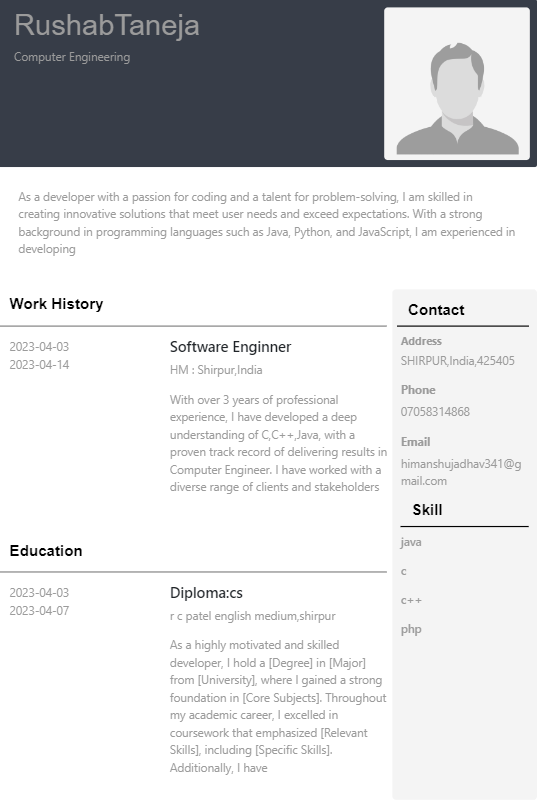 RushabTaneja
Computer Engineering
As a developer with a passion for coding and a talent for problem-solving, I am skilled in
creating innovative solutions that meet user needs and exceed expectations. With a strong
background in programming languages such as Java, Python, and JavaScript, I am experienced in
developing
Work History
2023-04-03
2023-04-14
Software Enginner
HM : Shirpur,India
With over 3 years of professional
experience, I have developed a deep
understanding of C,C++,Java, with a
proven track record of delivering results in
Computer Engineer. I have worked with a
diverse range of clients and stakeholders
Education
2023-04-03
2023-04-07
Diploma:cs
r c patel english medium,shirpur
As a highly motivated and skilled
developer, I hold a [Degree] in [Major]
from [University], where I gained a strong
foundation in [Core Subjects]. Throughout
my academic career, I excelled in
coursework that emphasized [Relevant
Skills], including [Specific Skills].
Additionally, I have
Contact
Address
SHIRPUR,India,425405
Phone
07058314868
Email
himanshujadhav341@g
mail.com
Skill
java
c
c++
php